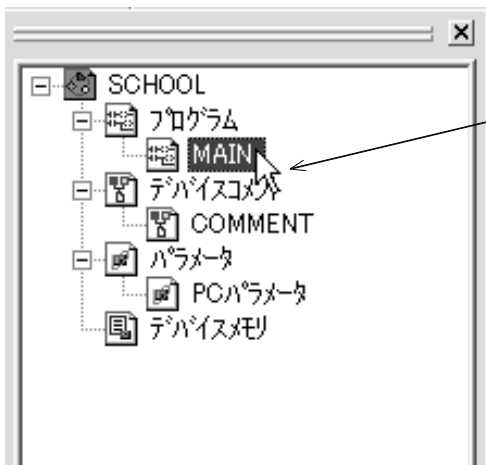 SCHOOL
プログラム
MAIN
デバイスコメント
COMMENT
パラメータ
PCパラメータ
デバイスメモリ